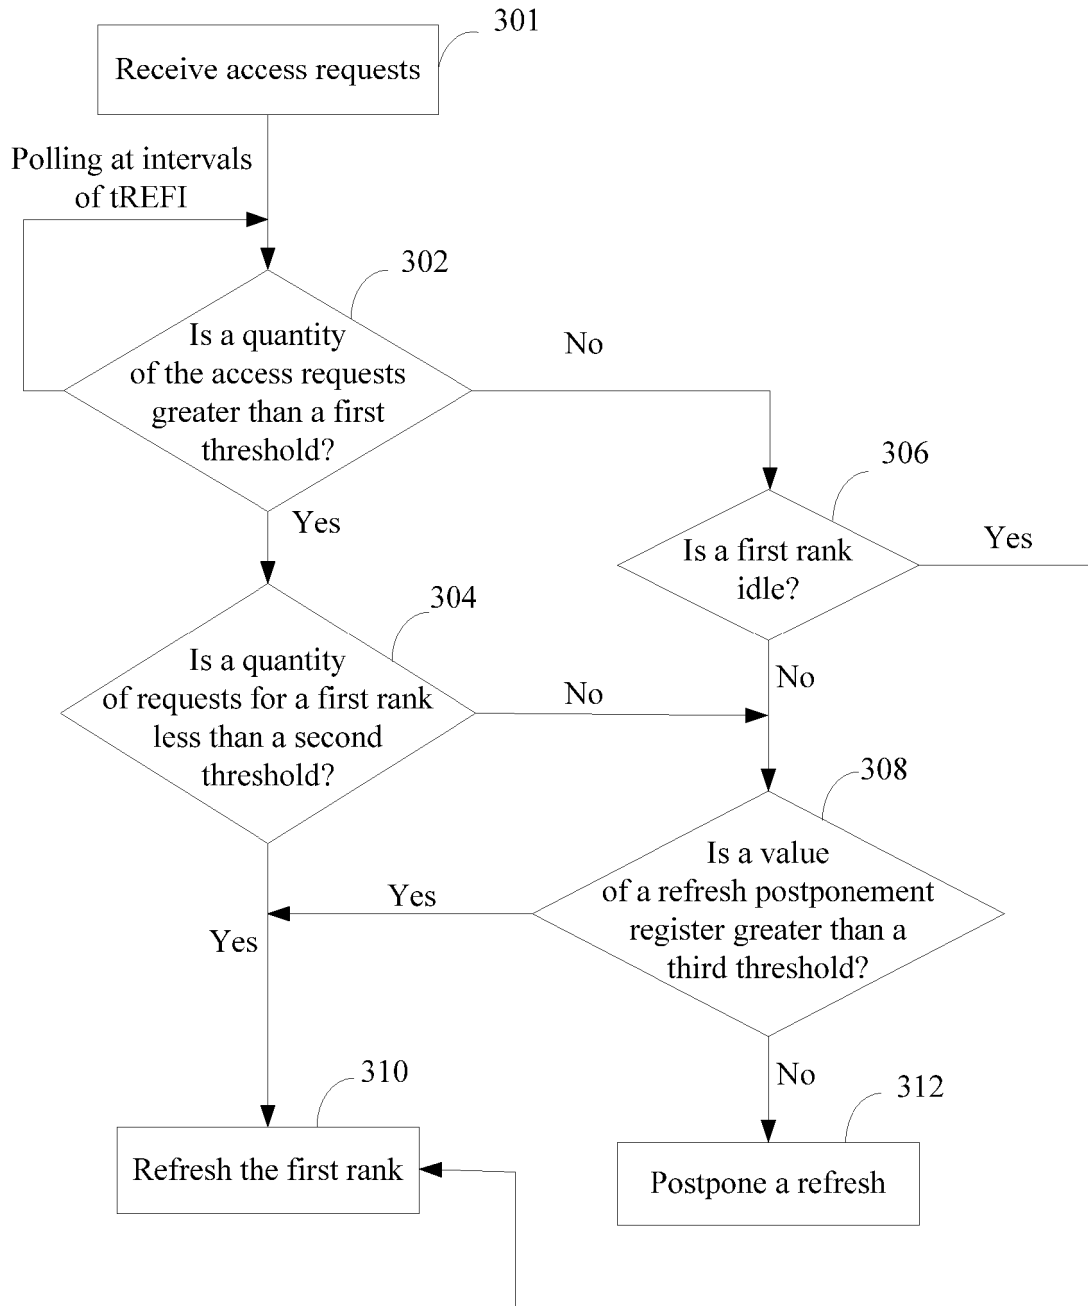 301
Receive access requests
Polling at intervals
of tREFI
302
Is a quantity
of the access requests
greater than a first
threshold?
No
Yes
306
Is a first rank
idle?
Yes
No
304
Is a quantity
of requests for a first rank
less than a second
threshold?
No
308
Is a value
of a refresh postponement
register greater than a
third threshold?
Yes
Yes
No
310
Refresh the first rank
312
Postpone a refresh